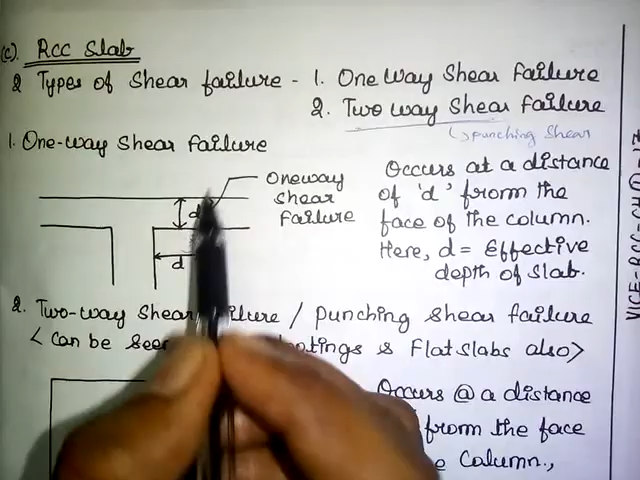 (c). RCC Slab
2 Types of Shear failure - 1. One Way Shear Failure
2. Two way Shear Failure
↳ punching Shear
1. One-way Shear Failure
Oneway
Shear
Failure
d
d
Occurs at a distance
of 'd' from the
face of the column.
Here, d = Effective
depth of Slab.
2. Two-way Shear / punching Shear failure
< Can be & Flat slabs also>
Occurs @ a distance
from the face
column.,
VICE-RCC-CH